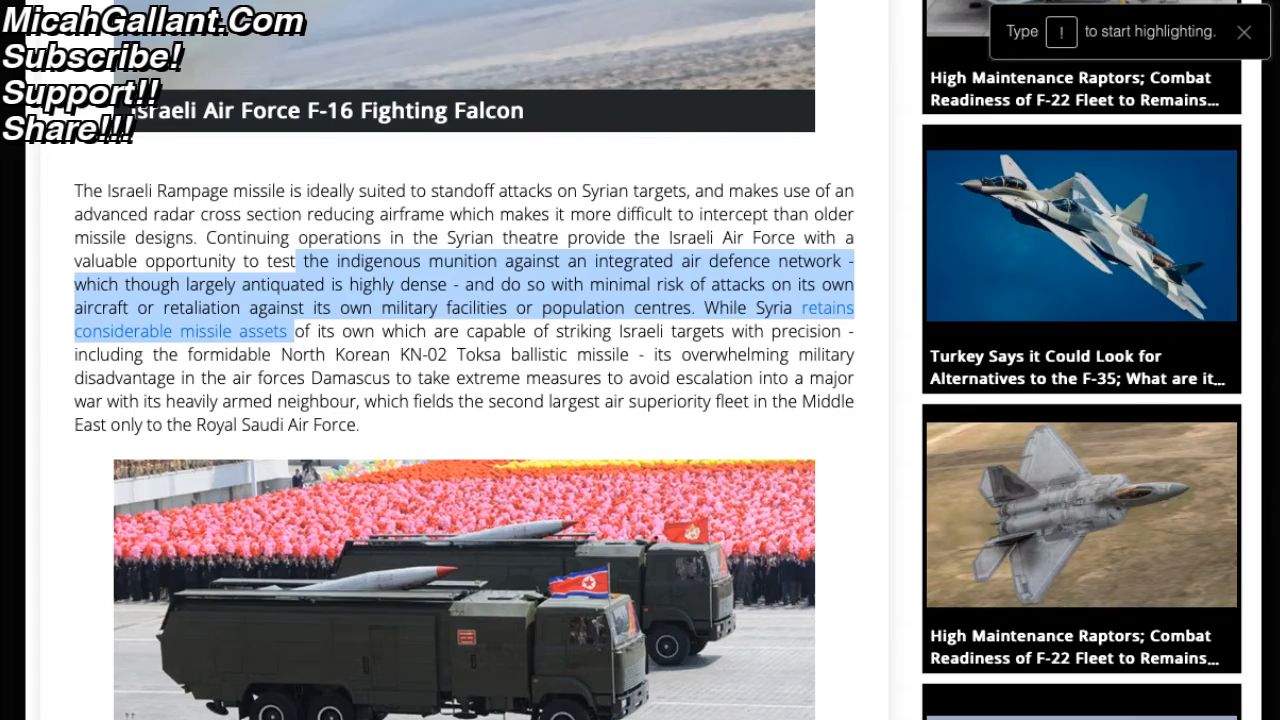 MicahGallant.Com
Subscribe!
Support!!
Share!!!
Israeli Air Force F-16 Fighting Falcon
The Israeli Rampage missile is ideally suited to standoff attacks on Syrian targets, and makes use of an
advanced radar cross section reducing airframe which makes it more difficult to intercept than older
missile designs. Continuing operations in the Syrian theatre provide the Israeli Air Force with a
valuable opportunity to test the indigenous munition against an integrated air defence network -
which though largely antiquated is highly dense - and do so with minimal risk of attacks on its own
aircraft or retaliation against its own military facilities or population centres. While Syria retains
considerable missile assets of its own which are capable of striking Israeli targets with precision -
including the formidable North Korean KN-02 Toksa ballistic missile - its overwhelming military
disadvantage in the air forces Damascus to take extreme measures to avoid escalation into a major
war with its heavily armed neighbour, which fields the second largest air superiority fleet in the Middle
East only to the Royal Saudi Air Force.
Type ! to start highlighting.
High Maintenance Raptors; Combat
Readiness of F-22 Fleet to Remains...
Turkey Says it Could Look for
Alternatives to the F-35; What are it...
High Maintenance Raptors; Combat
Readiness of F-22 Fleet to Remains...